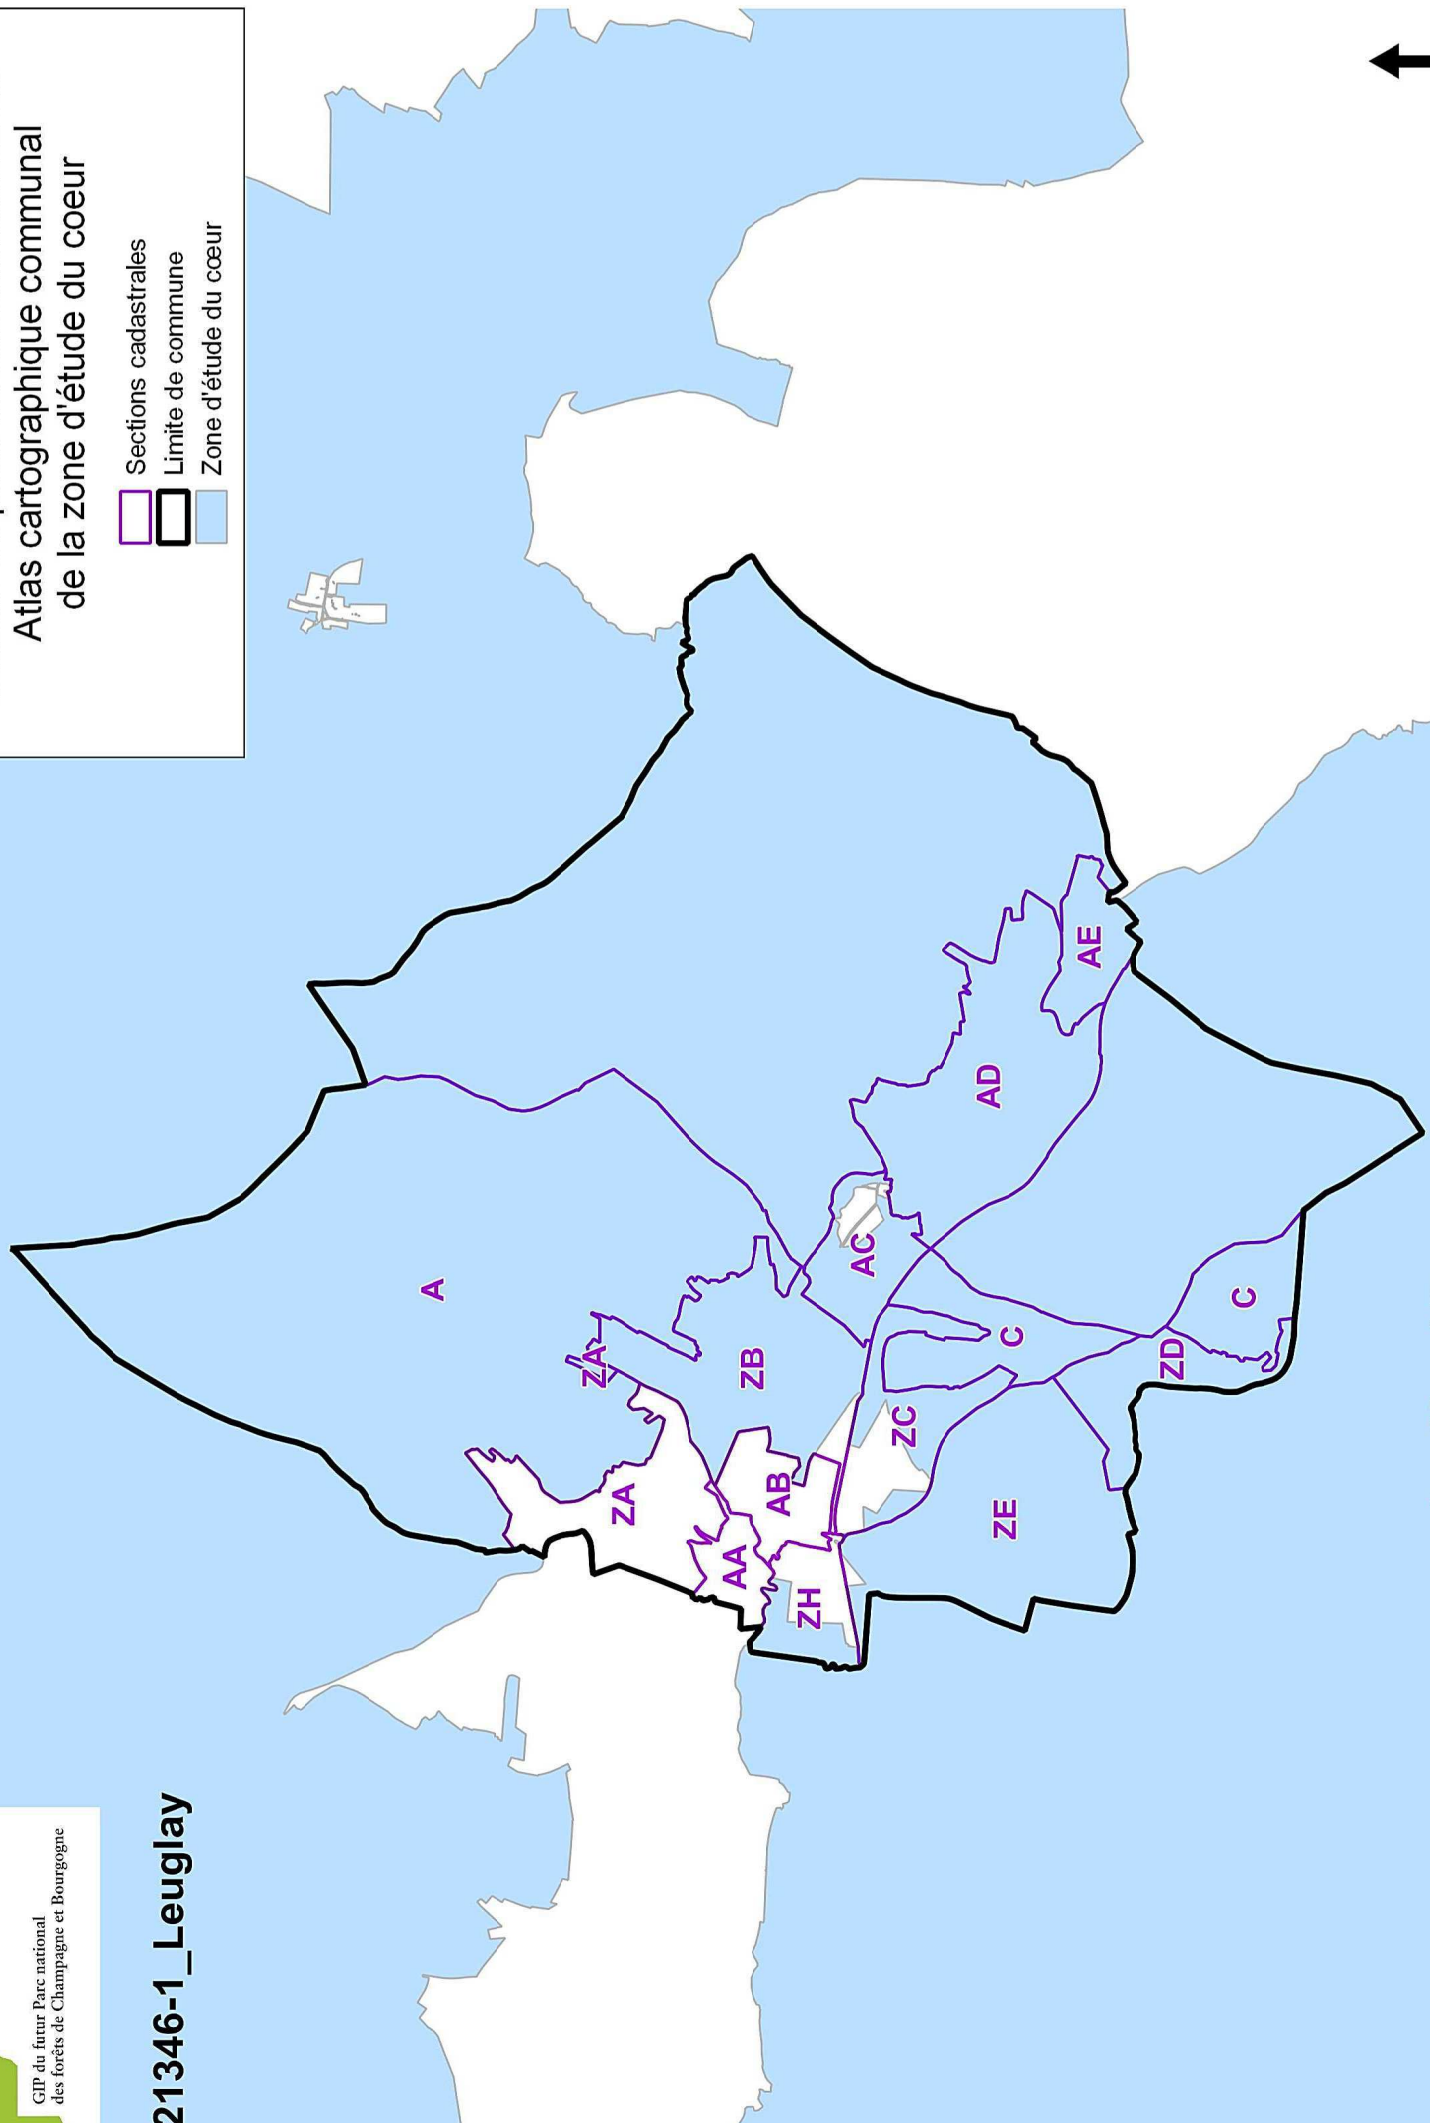 GIP du futur Parc national
des forêts de Champagne et Bourgogne
21346-1_Leuglay
Atlas cartographique communal
de la zone d'étude du coeur
Sections cadastrales
Limite de commune
Zone d'étude du cœur
A
ZA
ZA
ZB
AA
AB
ZH
AC
ZC
AD
AE
ZE
C
ZD
C